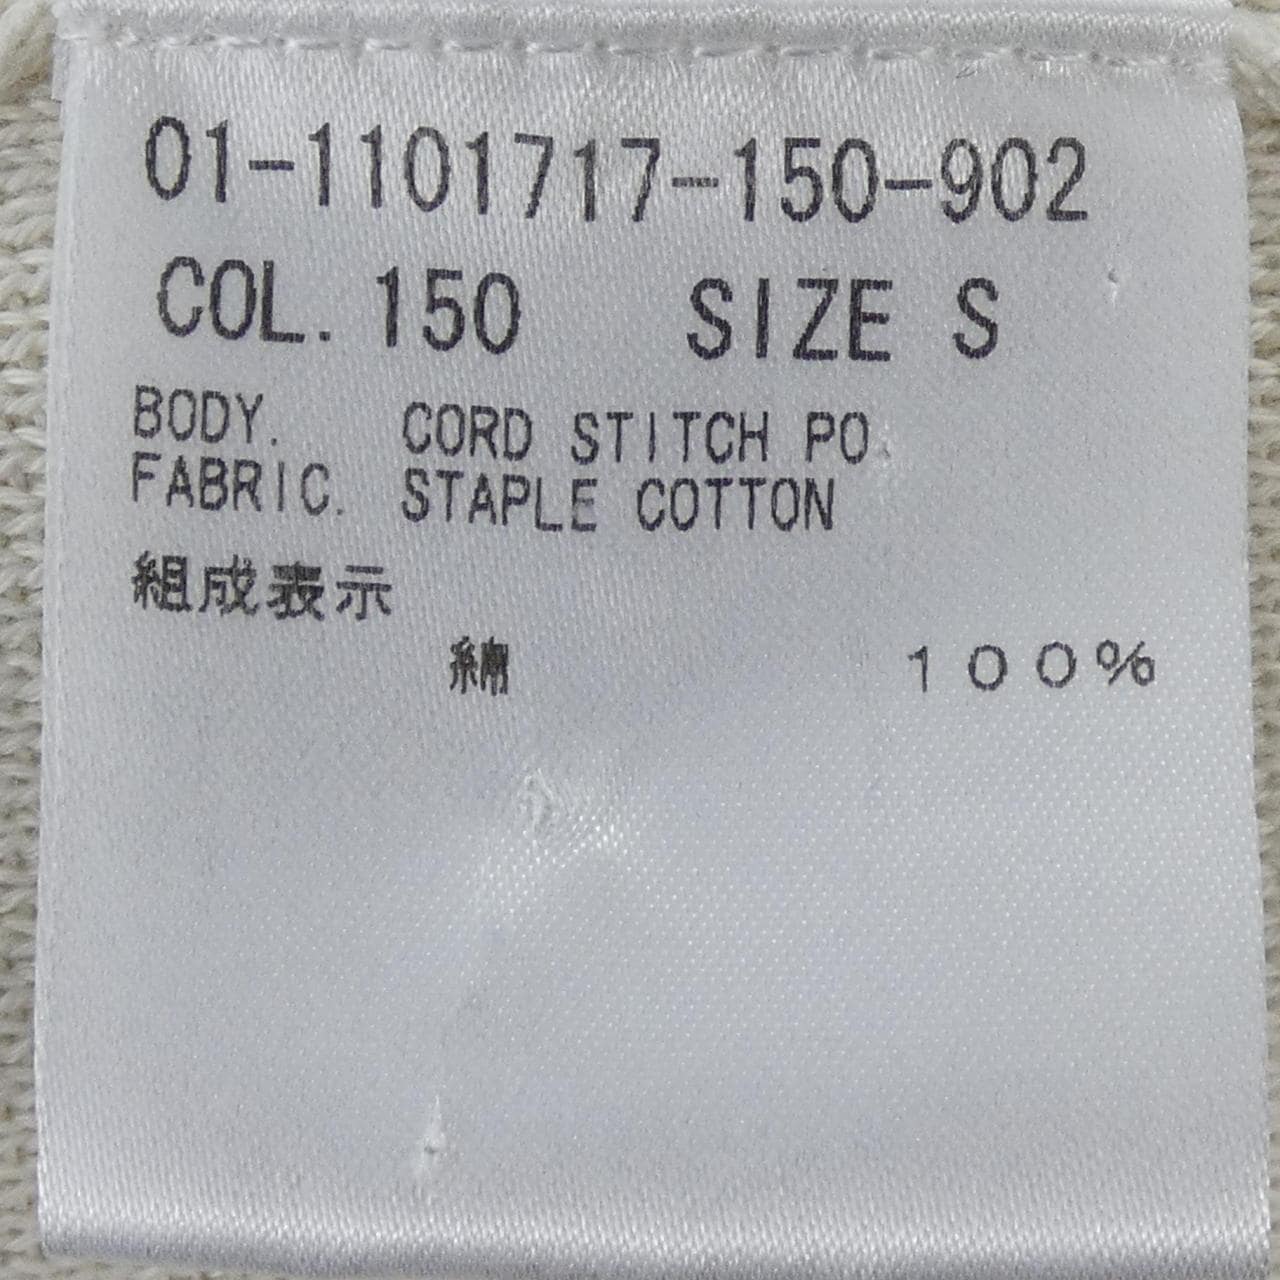 01-1101717-150-902
COL. 150 SIZE S
BODY. CORD STITCH PO
FABRIC. STAPLE COTTON
組成表示
綿 100%